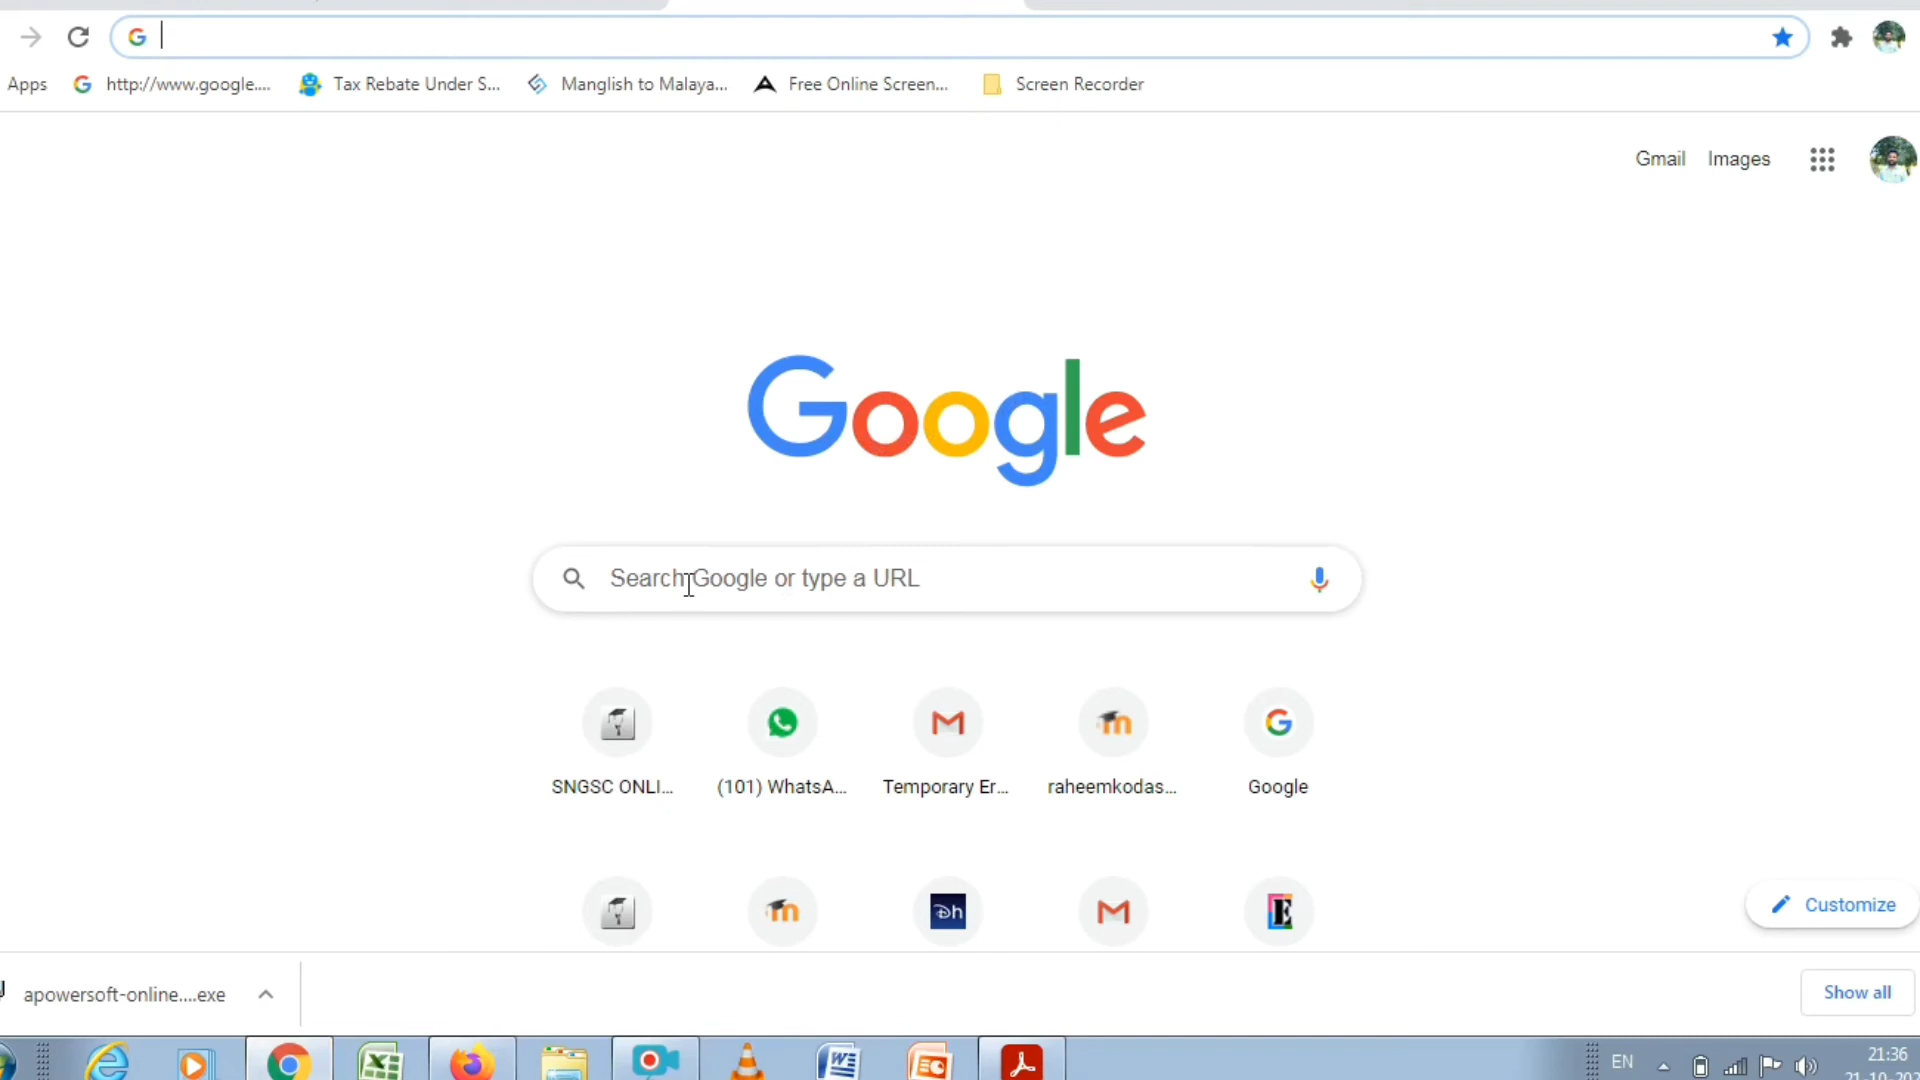 Apps http://www.google.... Tax Rebate Under S... Manglish to Malaya... Free Online Screen... Screen Recorder
Gmail Images
Google
Search Google or type a URL
SNGSC ONLI... (101) WhatsA... Temporary Er... raheemkodas... Google
Customize
apowersoft-online....exe
Show all
EN
21:36